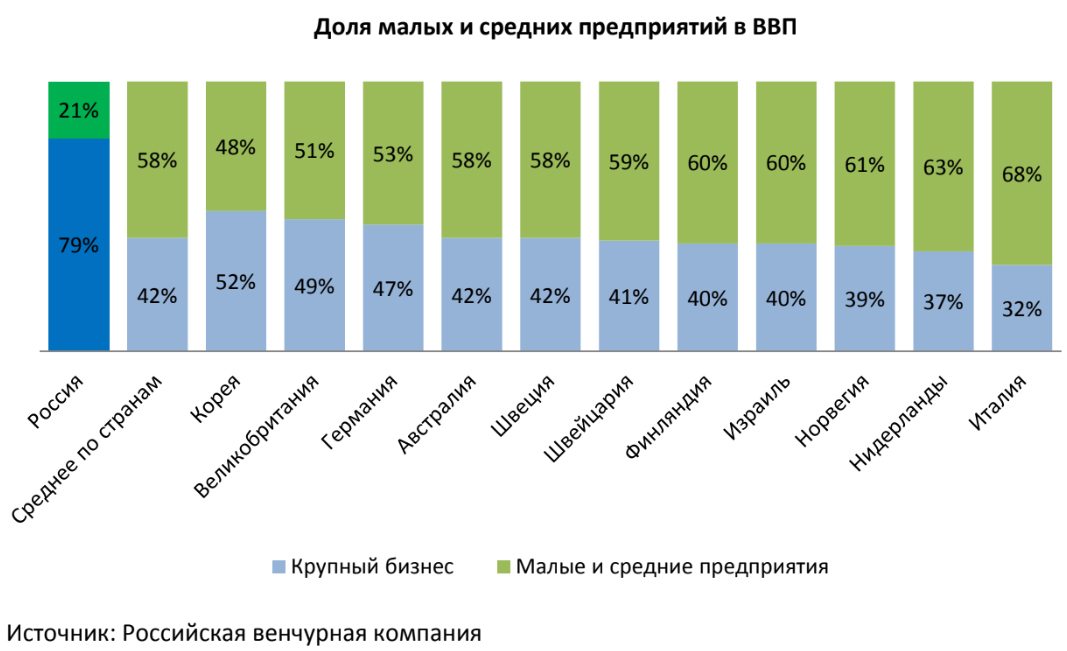 Доля малых и средних предприятий в ВВП
21% 58% 48% 51% 53% 58% 58% 59% 60% 60% 61% 63% 68%
79% 42% 52% 49% 47% 42% 42% 41% 40% 40% 39% 37% 32%
Россия
Среднее по странам
Корея
Великобритания
Германия
Австралия
Швеция
Швейцария
Финляндия
Израиль
Норвегия
Нидерланды
Италия
Крупный бизнес Малые и средние предприятия
Источник: Российская венчурная компания